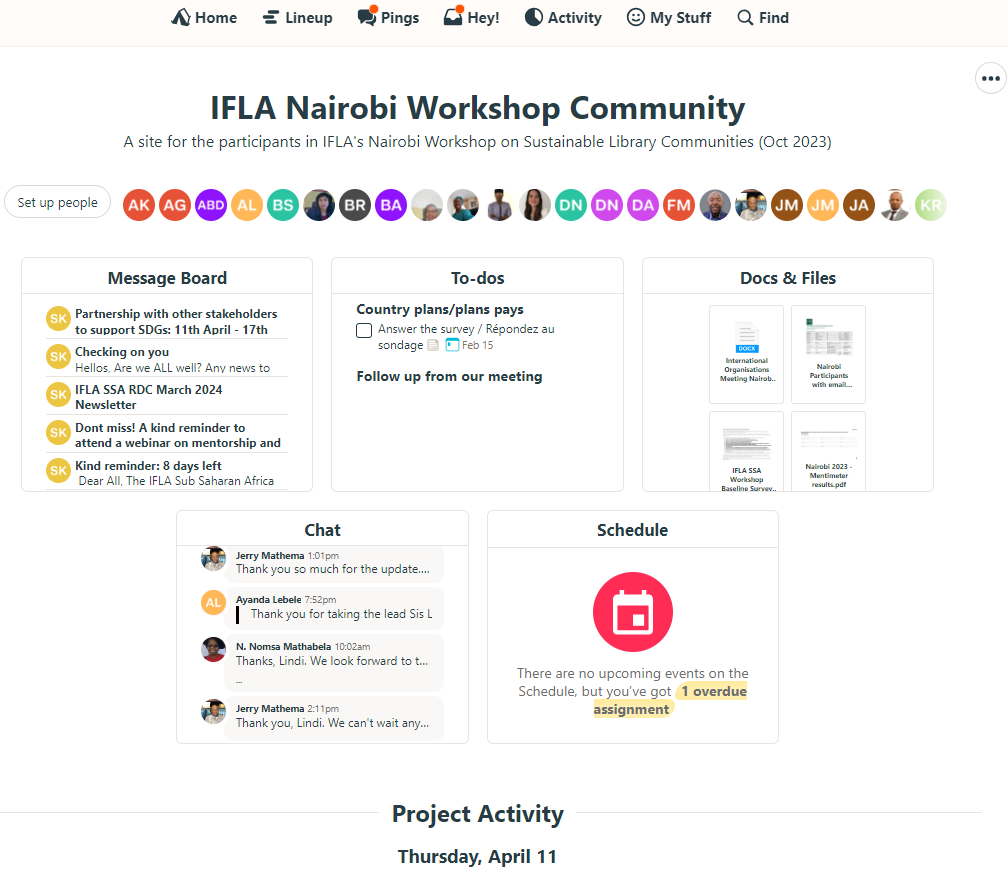 Home Lineup Pings Hey! Activity My Stuff Find
IFLA Nairobi Workshop Community
A site for the participants in IFLA's Nairobi Workshop on Sustainable Library Communities (Oct 2023)
Set up people AK AG ABD AL BS BR BA DN DN DA FM JM JM JA KR
Message Board
SK Partnership with other stakeholders
to support SDGs: 11th April - 17th
SK Checking on you
Hellos, Are we ALL well? Any news to
SK IFLA SSA RDC March 2024
Newsletter
SK Dont miss! A kind reminder to
attend a webinar on mentorship and
SK Kind reminder: 8 days left
Dear All, The IFLA Sub Saharan Africa
To-dos
Country plans/plans pays
Answer the survey / Répondez au
sondage Feb 15
Follow up from our meeting
Docs & Files
DOCX
International
Organisations
Meeting Nairob..
Nairobi
Participants
with email...
IFLA SSA
Workshop
Baseline Survey..
Nairobi 2023 -
Mentimeter
results.pdf
Chat
Jerry Mathema 1:01pm
Thank you so much for the update....
AL Ayanda Lebele 7:52pm
Thank you for taking the lead Sis L
N. Nomsa Mathabela 10:02am
Thanks, Lindi. We look forward to t...
...
Jerry Mathema 2:11pm
Thank you, Lindi. We can't wait any...
Schedule
There are no upcoming events on the
Schedule, but you've got 1 overdue
assignment
Project Activity
Thursday, April 11